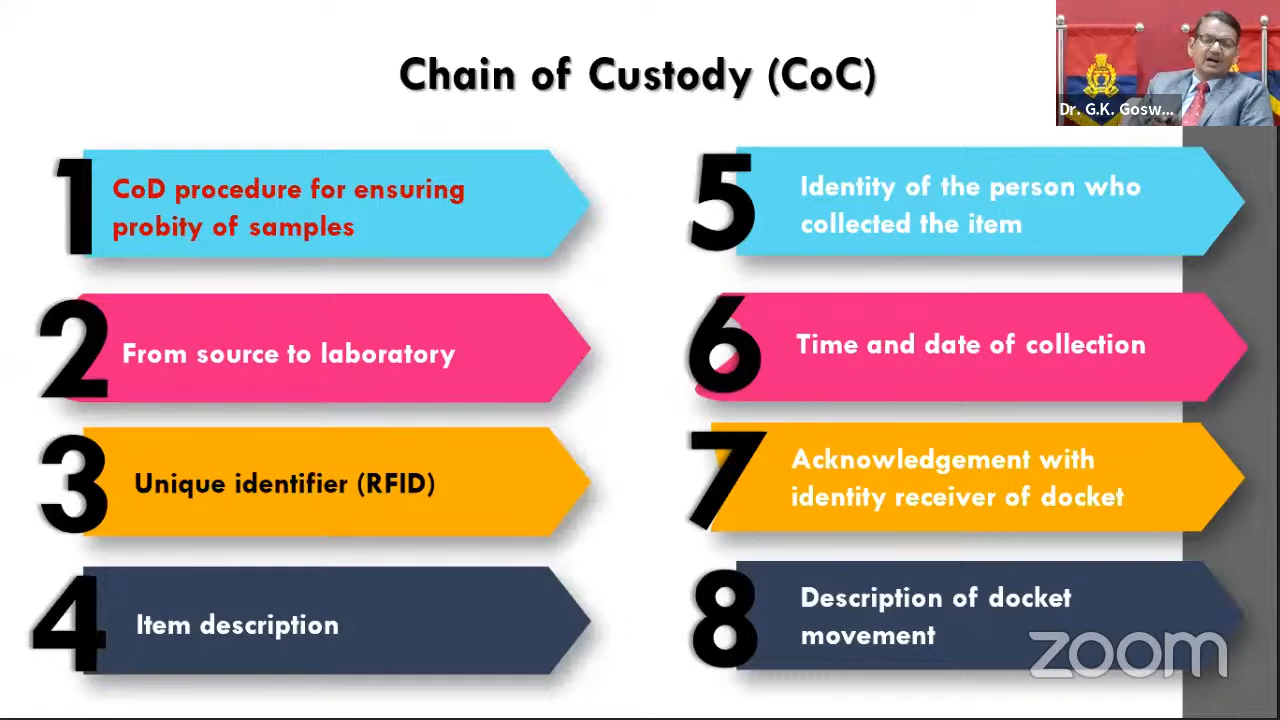 Chain of Custody (CoC)
Dr. G.K. Gosw...
1
CoD procedure for ensuring
probity of samples
2
From source to laboratory
3
Unique identifier (RFID)
4
Item description
5
Identity of the person who
collected the item
6
Time and date of collection
7
Acknowledgement with
identity receiver of docket
8
Description of docket
movement
zoom